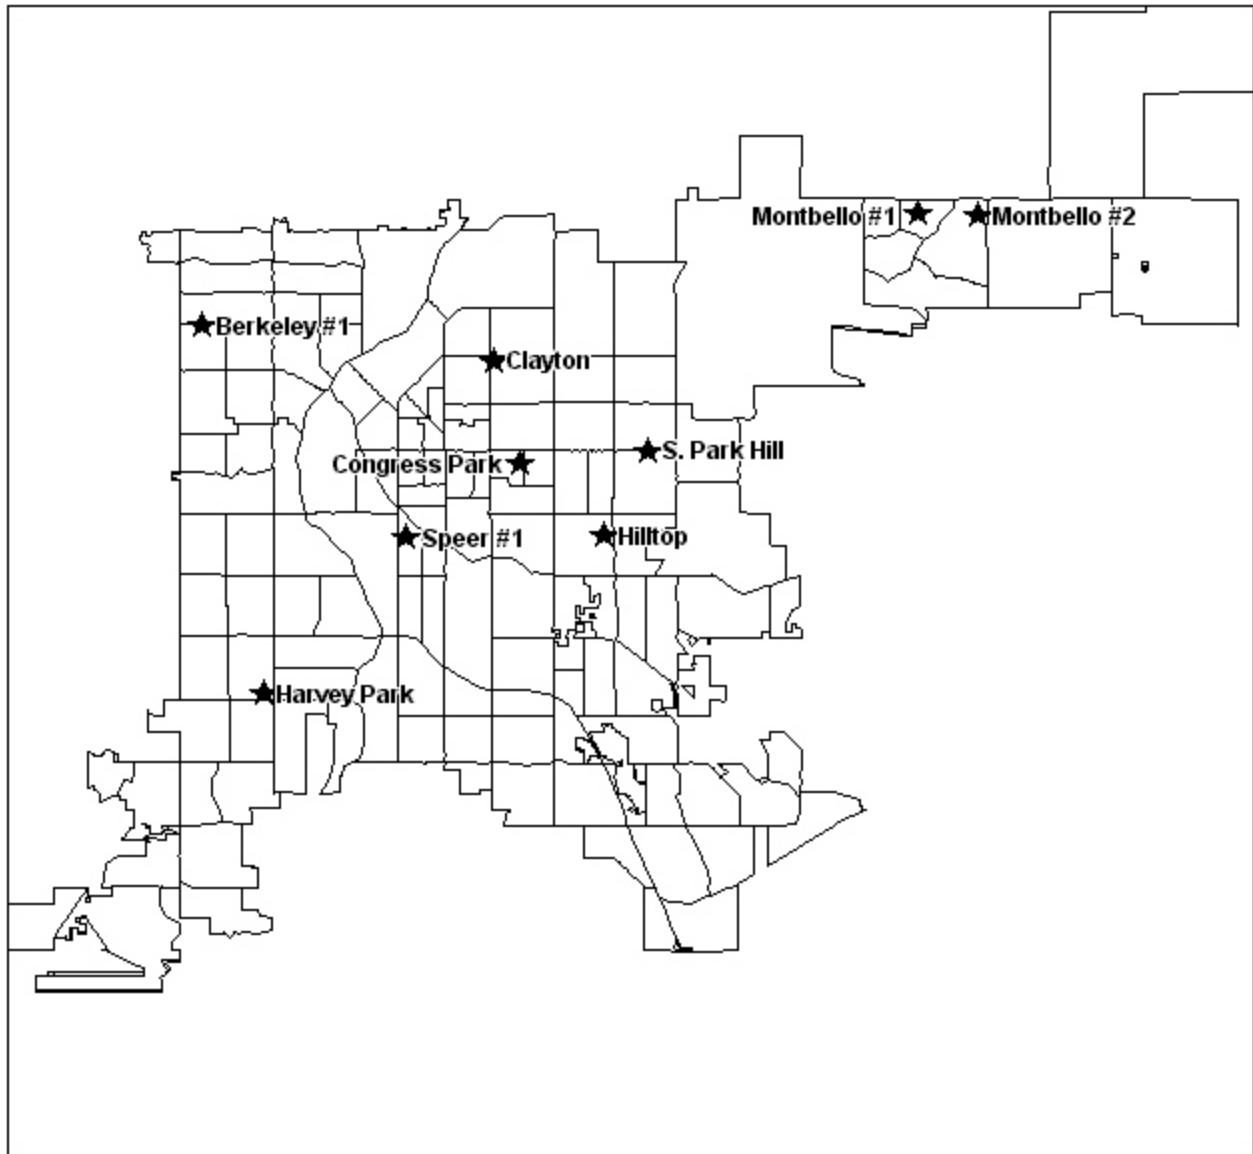 Montbello #1
Montbello #2
Berkeley #1
Clayton
S. Park Hill
Congress Park
Speer #1
Hilltop
Harvey Park